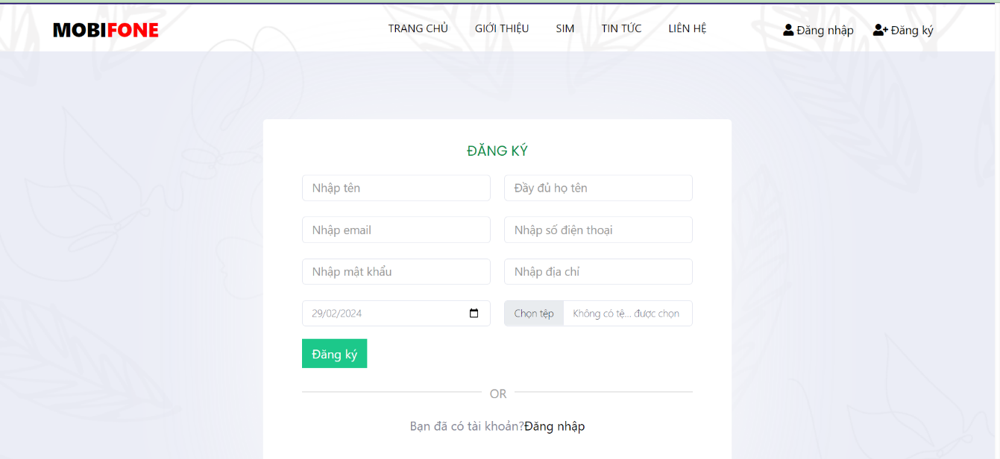 MOBIFONE TRANG CHỦ GIỚI THIỆU SIM TIN TỨC LIÊN HỆ Đăng nhập Đăng ký
ĐĂNG KÝ
Nhập tên Đầy đủ họ tên
Nhập email Nhập số điện thoại
Nhập mật khẩu Nhập địa chỉ
29/02/2024 Chọn tệp Không có tệ... được chọn
Đăng ký
OR
Bạn đã có tài khoản?Đăng nhập